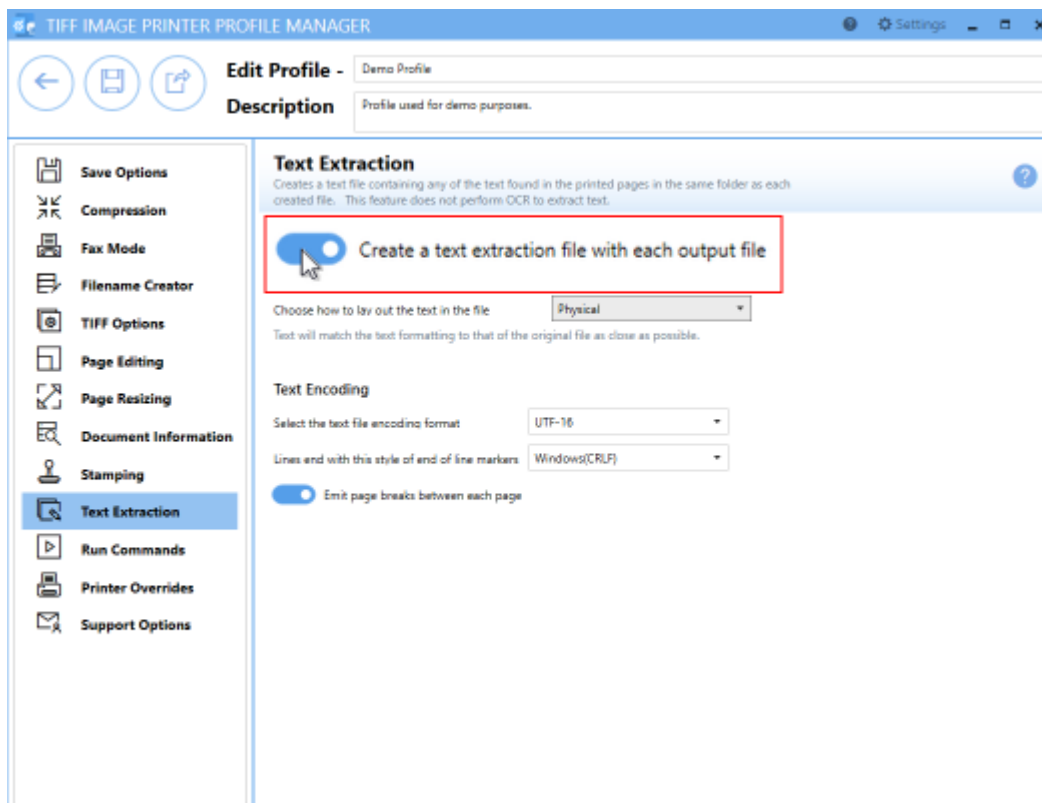 TIFF IMAGE PRINTER PROFILE MANAGER
Settings
Edit Profile -
Demo Profile
Description
Profile used for demo purposes.
Save Options
Compression
Fax Mode
Filename Creator
TIFF Options
Page Editing
Page Resizing
Document Information
Stamping
Text Extraction
Run Commands
Printer Overrides
Support Options
Text Extraction
Creates a text file containing any of the text found in the printed pages in the same folder as each
created file. This feature does not perform OCR to extract text.
?
Create a text extraction file with each output file
Choose how to lay out the text in the file
Physical
Text will match the text formatting to that of the original file as close as possible.
Text Encoding
Select the text file encoding format
UTF-16
Lines end with this style of end of line markers
Windows(CRLF)
Emit page breaks between each page